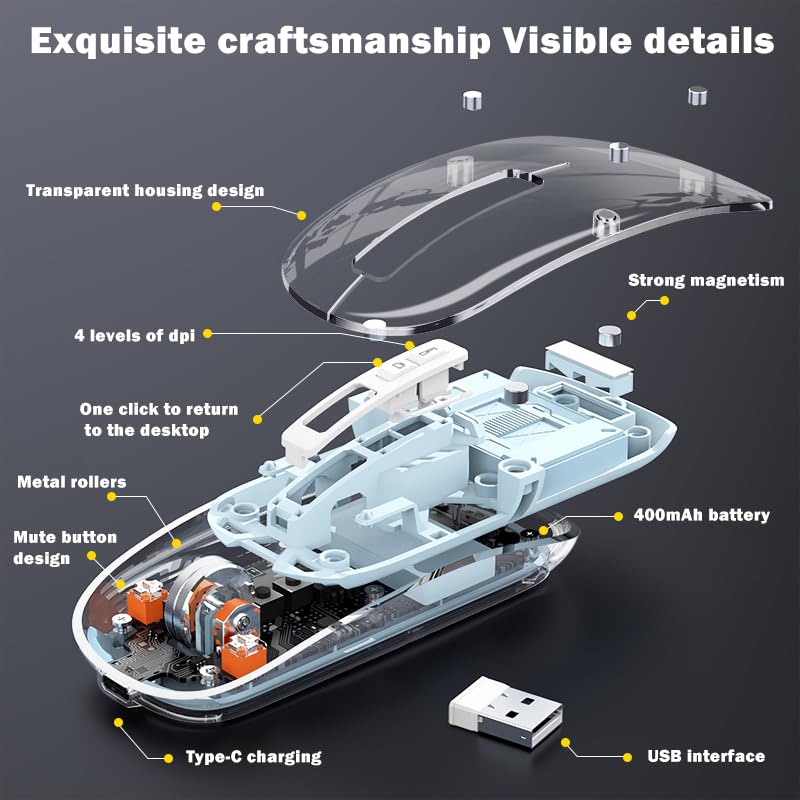 Exquisite craftsmanship Visible details
Transparent housing design
Strong magnetism
4 levels of dpi
DPI
One click to return
to the desktop
Metal rollers
Mute button
design
400mAh battery
Type-C charging
USB interface